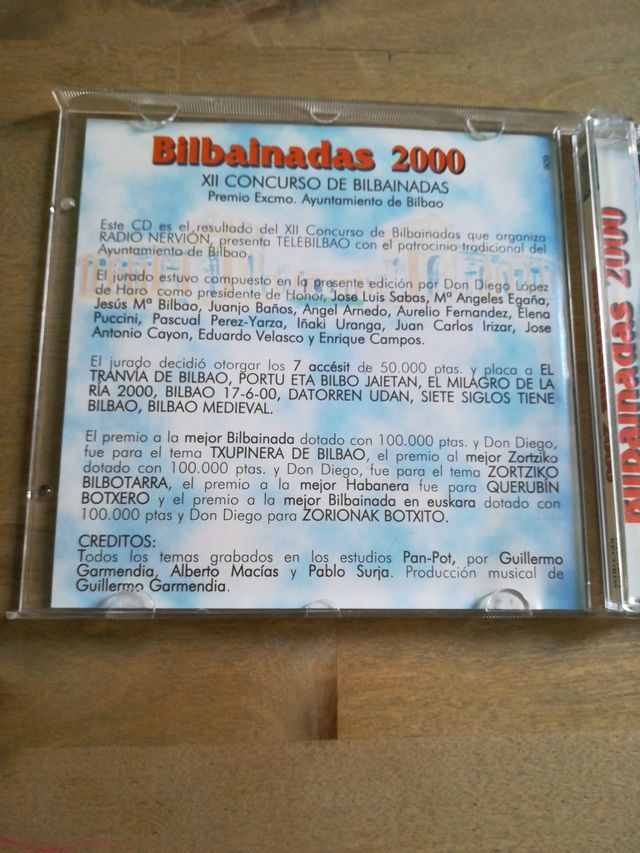 Bilbainadas 2000
XII CONCURSO DE BILBAINADAS
Premio Excmo. Ayuntamiento de Bilbao
Este CD es el resultado del XII Concurso de Bilbainadas que organiza
RADIO NERVIÓN, presenta TELEBILBAO con el patrocinio tradicional del
Ayuntamiento de Bilbao.
El jurado estuvo compuesto en la presente edición por Don Diego López
de Haro como presidente de Honor, Jose Luis Sabas, Mª Angeles Egaña,
Jesús Mª Bilbao, Juanjo Baños, Angel Arnedo, Aurelio Fernandez, Elena
Puccini, Pascual Perez-Yarza, Iñaki Uranga, Juan Carlos Irizar, Jose
Antonio Cayon, Eduardo Velasco y Enrique Campos.
El jurado decidió otorgar los 7 accésit de 50.000 ptas. y placa a EL
TRANVIA DE BILBAO, PORTU ETA BILBO JAIETAN, EL MILAGRO DE LA
RÍA 2000, BILBAO 17-6-00, DATORREN UDAN, SIETE SIGLOS TIENE
BILBAO, BILBAO MEDIEVAL.
El premio a la mejor Bilbainada dotado con 100.000 ptas. y Don Diego,
fue para el tema TXUPINERA DE BILBAO, el premio al mejor Zortziko
dotado con 100.000 ptas. y Don Diego, fue para el tema ZORTZIKO
BILBOTARRA, el premio a la mejor Habanera fue para QUERUBÍN
BOTXERO y el premio a la mejor Bilbainada en euskara dotado con
100.000 ptas y Don Diego para ZORIONAK BOTXITO.
CREDITOS:
Todos los temas grabados en los estudios Pan-Pot, por Guillermo
Garmendia, Alberto Macías y Pablo Surja. Producción musical de
Guillermo Garmendia.
Bilbainadas 2000